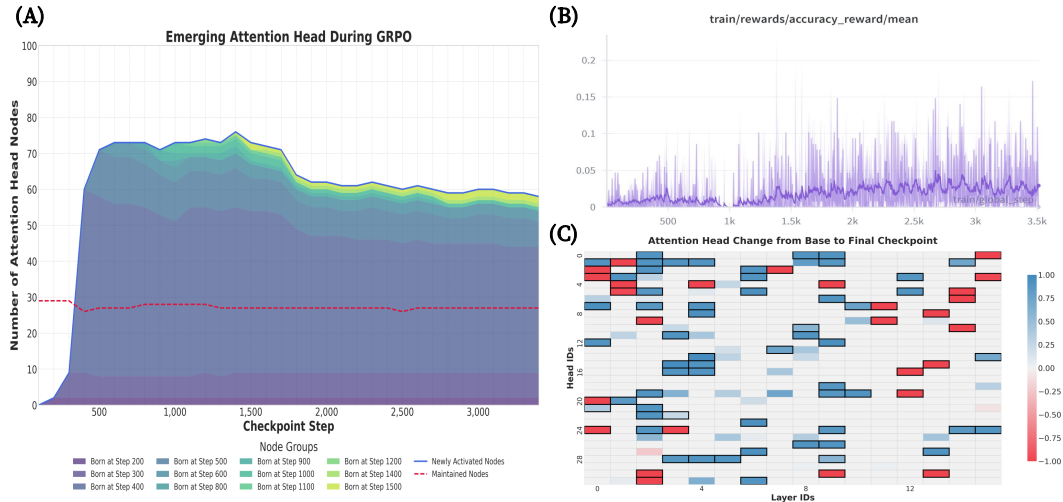 (A)
Emerging Attention Head During GRPO
Number of Attention Head Nodes
100
90
80
70
60
50
40
30
20
10
0
500
1,000
1,500
2,000
2,500
3,000
Checkpoint Step
Node Groups
Born at Step 200
Born at Step 300
Born at Step 400
Born at Step 500
Born at Step 600
Born at Step 800
Born at Step 900
Born at Step 1000
Born at Step 1100
Born at Step 1200
Born at Step 1400
Born at Step 1500
Newly Activated Nodes
Maintained Nodes
(B)
train/rewards/accuracy_reward/mean
0.2
0.15
0.1
0.05
0
train/global_step
500
1k
1.5k
2k
2.5k
3k
3.5k
(C)
Attention Head Change from Base to Final Checkpoint
Head IDs
0
4
8
12
16
20
24
28
0
4
8
12
Layer IDs
1.00
0.75
0.50
0.25
0.00
−0.25
−0.50
−0.75
−1.00